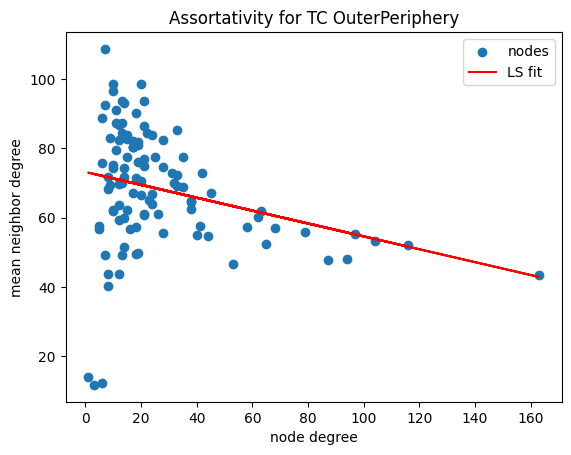 Assortativity for TC OuterPeriphery
nodes
LS fit
mean neighbor degree
100
80
60
40
20
0 20 40 60 80 100 120 140 160
node degree